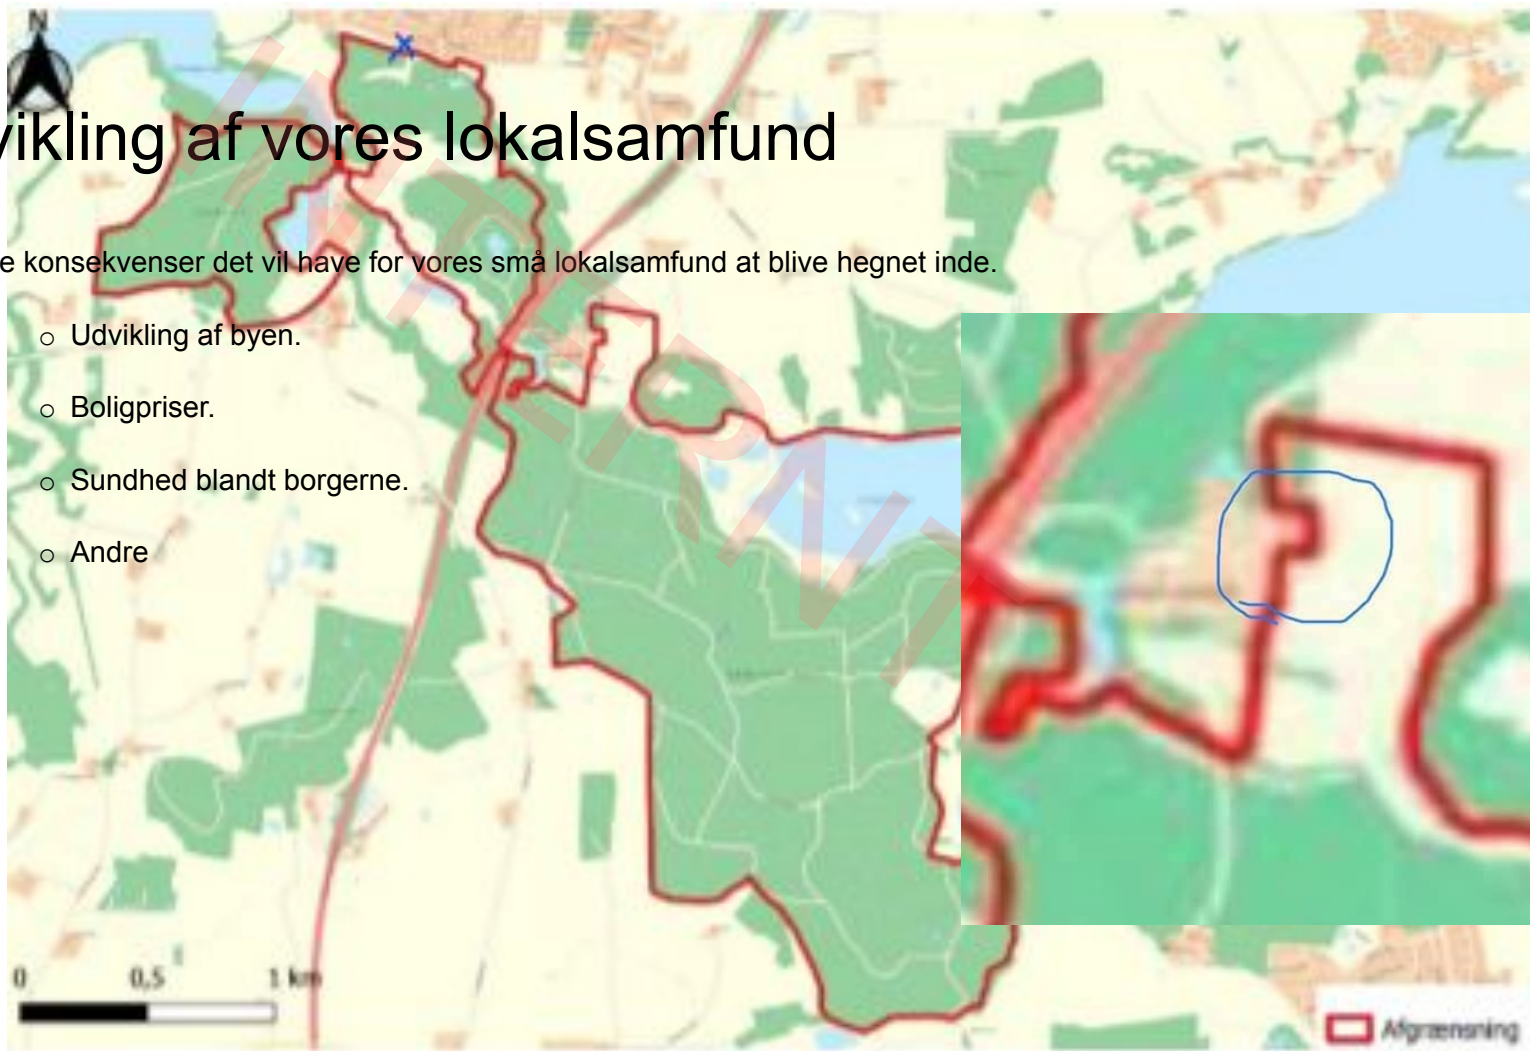 N
vikling af vores lokalsamfund
e konsekvenser det vil have for vores små lokalsamfund at blive hegnet inde.
o Udvikling af byen.
o Boligpriser.
o Sundhed blandt borgerne.
o Andre
INTERNT
0 0,5 1 km
Afgrænsning